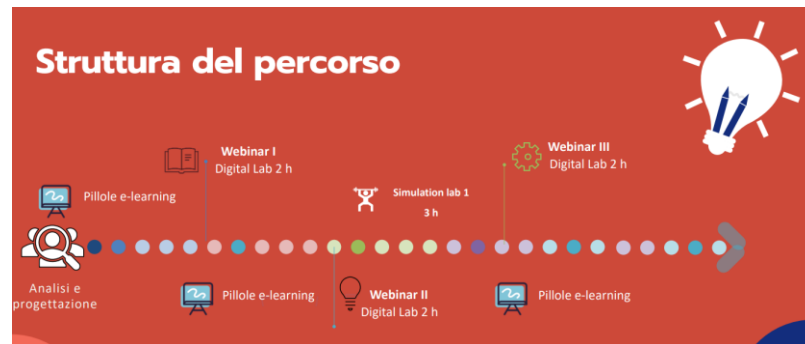 Struttura del percorso
Webinar I
Digital Lab 2 h
Webinar III
Digital Lab 2 h
Pillole e-learning
Simulation lab 1
3 h
Analisi e
progettazione
Pillole e-learning
Webinar II
Digital Lab 2 h
Pillole e-learning